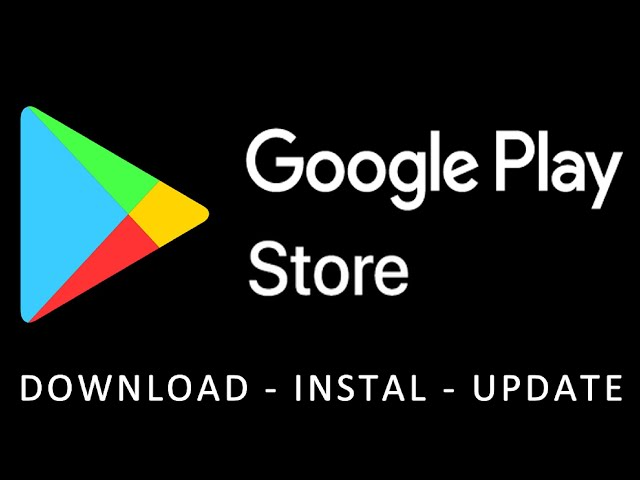 Google Play
Store
DOWNLOAD - INSTAL - UPDATE